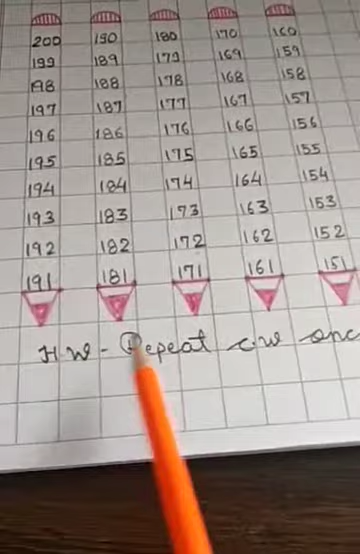 200 190 180 170 160
199 189 179 169 159
198 188 178 168 158
197 187 177 167 157
196 186 176 166 156
195 185 175 165 155
194 184 174 164 154
193 183 173 163 153
192 182 172 162 152
191 181 171 161 151
HW- Repeat c.w onc